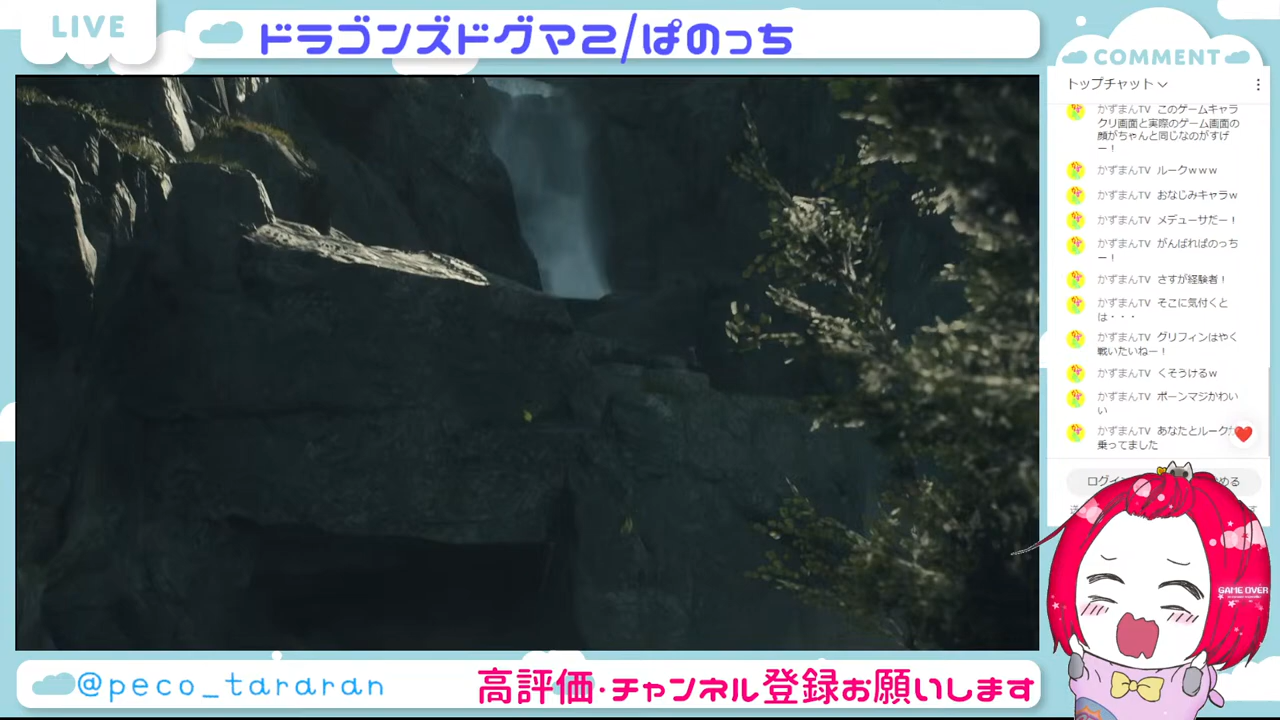 LIVE
ドラゴンズドグマ2/ぱのっち
COMMENT
トップチャット
かずまんTV このゲームキャラ
クリ画面と実際のゲーム画面の
顔がちゃんと同じなのがすげ
ー！
かずまんTV ルークｗｗｗ
かずまんTV おなじみキャラｗ
かずまんTV メデューサだー！
かずまんTV がんばればのっち
ー！
かずまんTV さすが経験者！
かずまんTV そこに気付くと
は・・・
かずまんTV グリフィンはやく
戦いたいねー！
かずまんTV くそうけるｗ
かずまんTV ポーンマジかわい
い
かずまんTV あなたとルーク
乗ってました
ログイン
める
GAME OVER
@peco_tararan
高評価・チャンネル登録お願いします